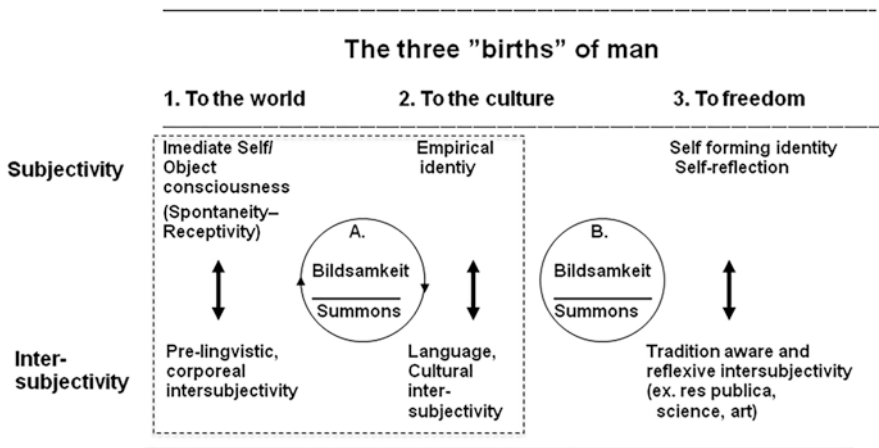 The three ”births” of man
1. To the world
2. To the culture
3. To freedom
Subjectivity
Imediate Self/
Object
consciousness
(Spontaneity–
Receptivity)
Empirical
identiy
Self forming identity
Self-reflection
A.
Bildsamkeit
Summons
B.
Bildsamkeit
Summons
Inter-
subjectivity
Pre-lingvistic,
corporeal
intersubjectivity
Language,
Cultural
inter-
subjectivity
Tradition aware and
reflexive intersubjectivity
(ex. res publica,
science, art)